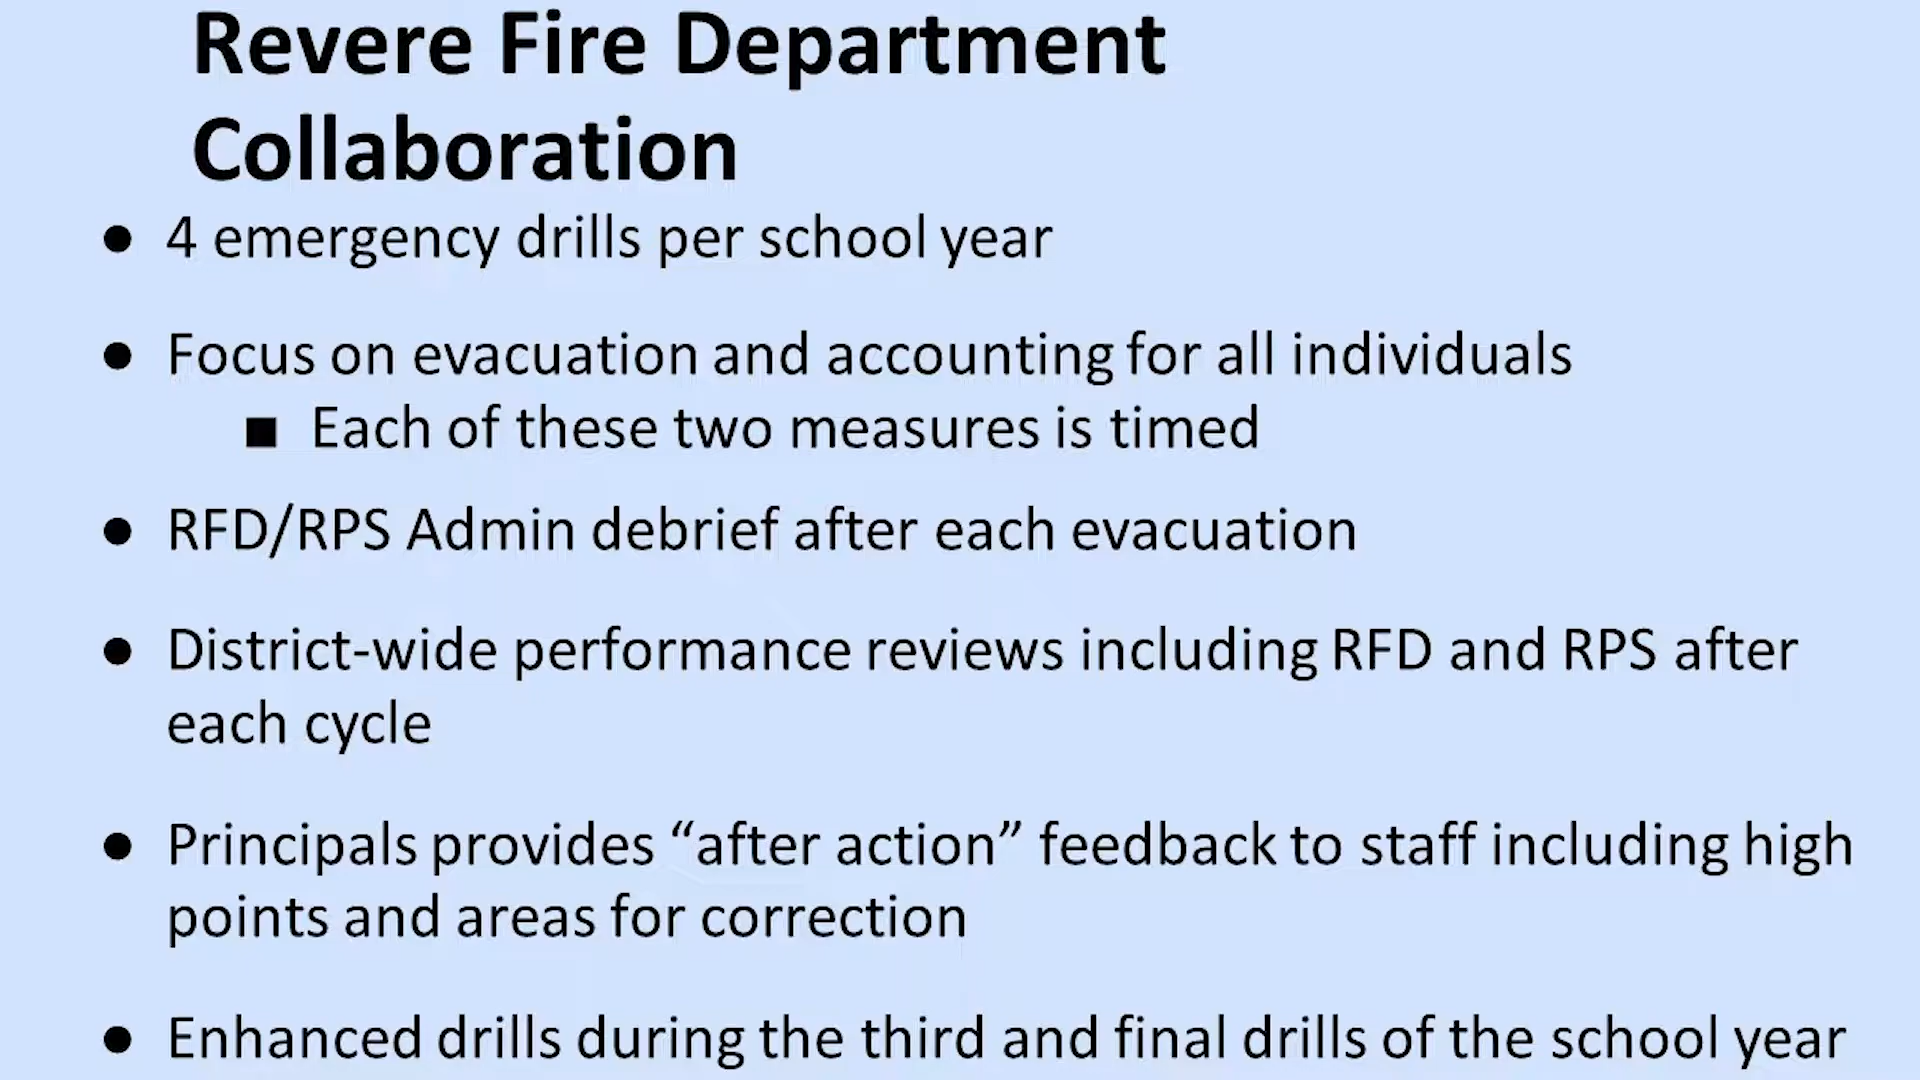 Revere Fire Department
Collaboration
● 4 emergency drills per school year
● Focus on evacuation and accounting for all individuals
■ Each of these two measures is timed
● RFD/RPS Admin debrief after each evacuation
● District-wide performance reviews including RFD and RPS after
each cycle
● Principals provides “after action” feedback to staff including high
points and areas for correction
● Enhanced drills during the third and final drills of the school year